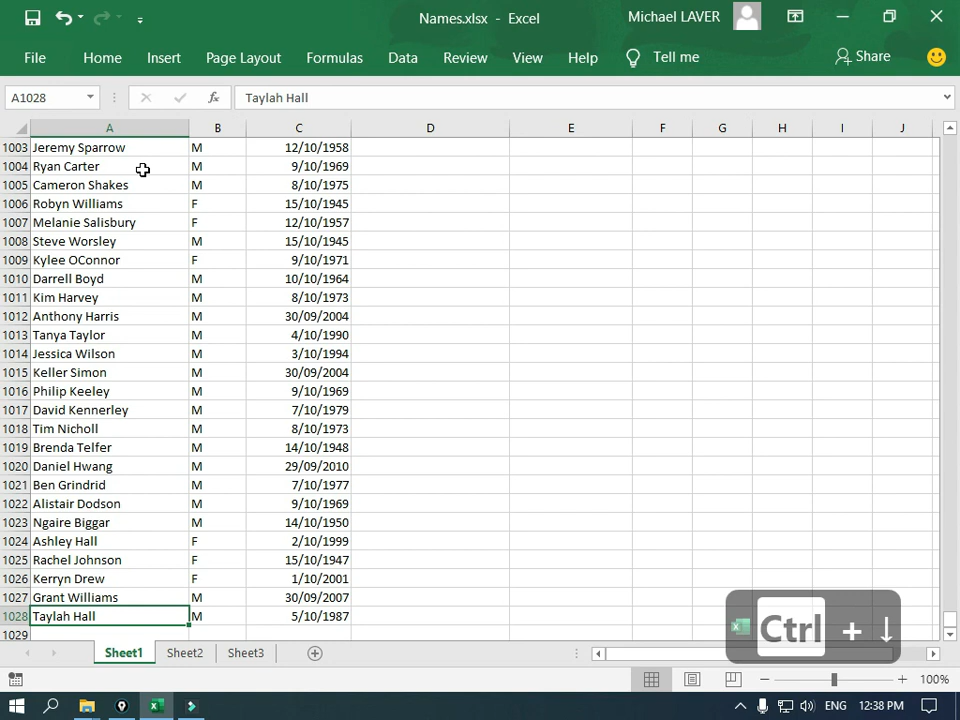 Names.xlsx - Excel
Michael LAVER
File Home Insert Page Layout Formulas Data Review View Help Tell me Share
A1028 fx Taylah Hall
A B C D E F G H I J
1003 Jeremy Sparrow M 12/10/1958
1004 Ryan Carter M 9/10/1969
1005 Cameron Shakes M 8/10/1975
1006 Robyn Williams F 15/10/1945
1007 Melanie Salisbury F 12/10/1957
1008 Steve Worsley M 15/10/1945
1009 Kylee OConnor F 9/10/1971
1010 Darrell Boyd M 10/10/1964
1011 Kim Harvey M 8/10/1973
1012 Anthony Harris M 30/09/2004
1013 Tanya Taylor M 4/10/1990
1014 Jessica Wilson M 3/10/1994
1015 Keller Simon M 30/09/2004
1016 Philip Keeley M 9/10/1969
1017 David Kennerley M 7/10/1979
1018 Tim Nicholl M 8/10/1973
1019 Brenda Telfer M 14/10/1948
1020 Daniel Hwang M 29/09/2010
1021 Ben Grindrid M 7/10/1977
1022 Alistair Dodson M 9/10/1969
1023 Ngaire Biggar M 14/10/1950
1024 Ashley Hall F 2/10/1999
1025 Rachel Johnson F 15/10/1947
1026 Kerryn Drew F 1/10/2001
1027 Grant Williams M 30/09/2007
1028 Taylah Hall M 5/10/1987
1029
Ctrl + ↓
Sheet1 Sheet2 Sheet3
100%
ENG 12:38 PM